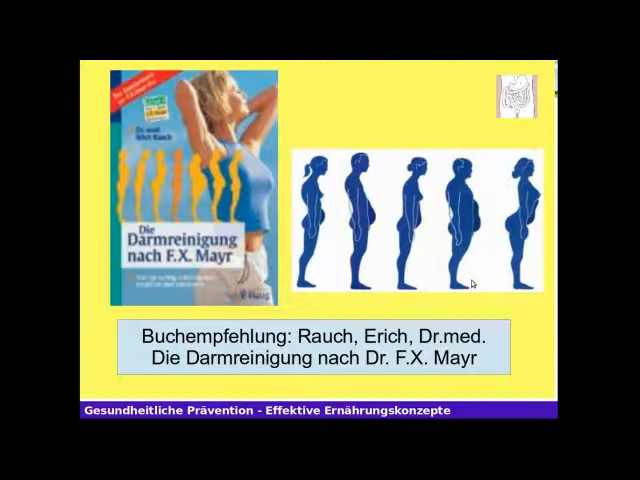 Dr. med.
Erich Rauch
Die
Darmreinigung
nach F.X. Mayr
Haug
Buchempfehlung: Rauch, Erich, Dr.med.
Die Darmreinigung nach Dr. F.X. Mayr
Gesundheitliche Prävention - Effektive Ernährungskonzepte